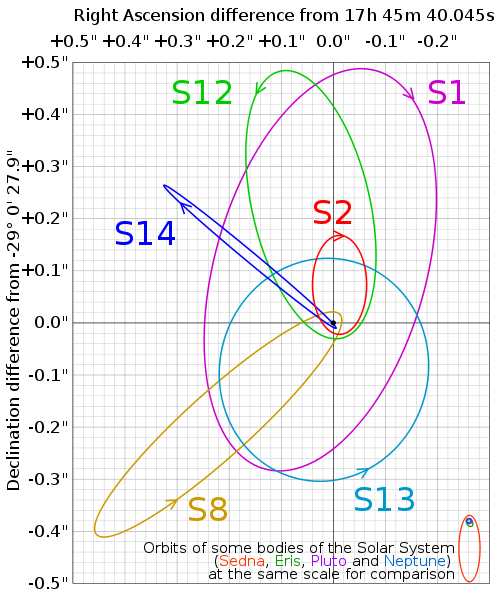 Right Ascension difference from 17h 45m 40.045s
+0.5" +0.4" +0.3" +0.2" +0.1" 0.0" -0.1" -0.2"
Declination difference from -29° 0' 27.9"
+0.5"
+0.4"
+0.3"
+0.2"
+0.1"
0.0"
-0.1"
-0.2"
-0.3"
-0.4"
-0.5"
S12
S1
S2
S14
S13
S8
Orbits of some bodies of the Solar System
(Sedna, Eris, Pluto and Neptune)
at the same scale for comparison